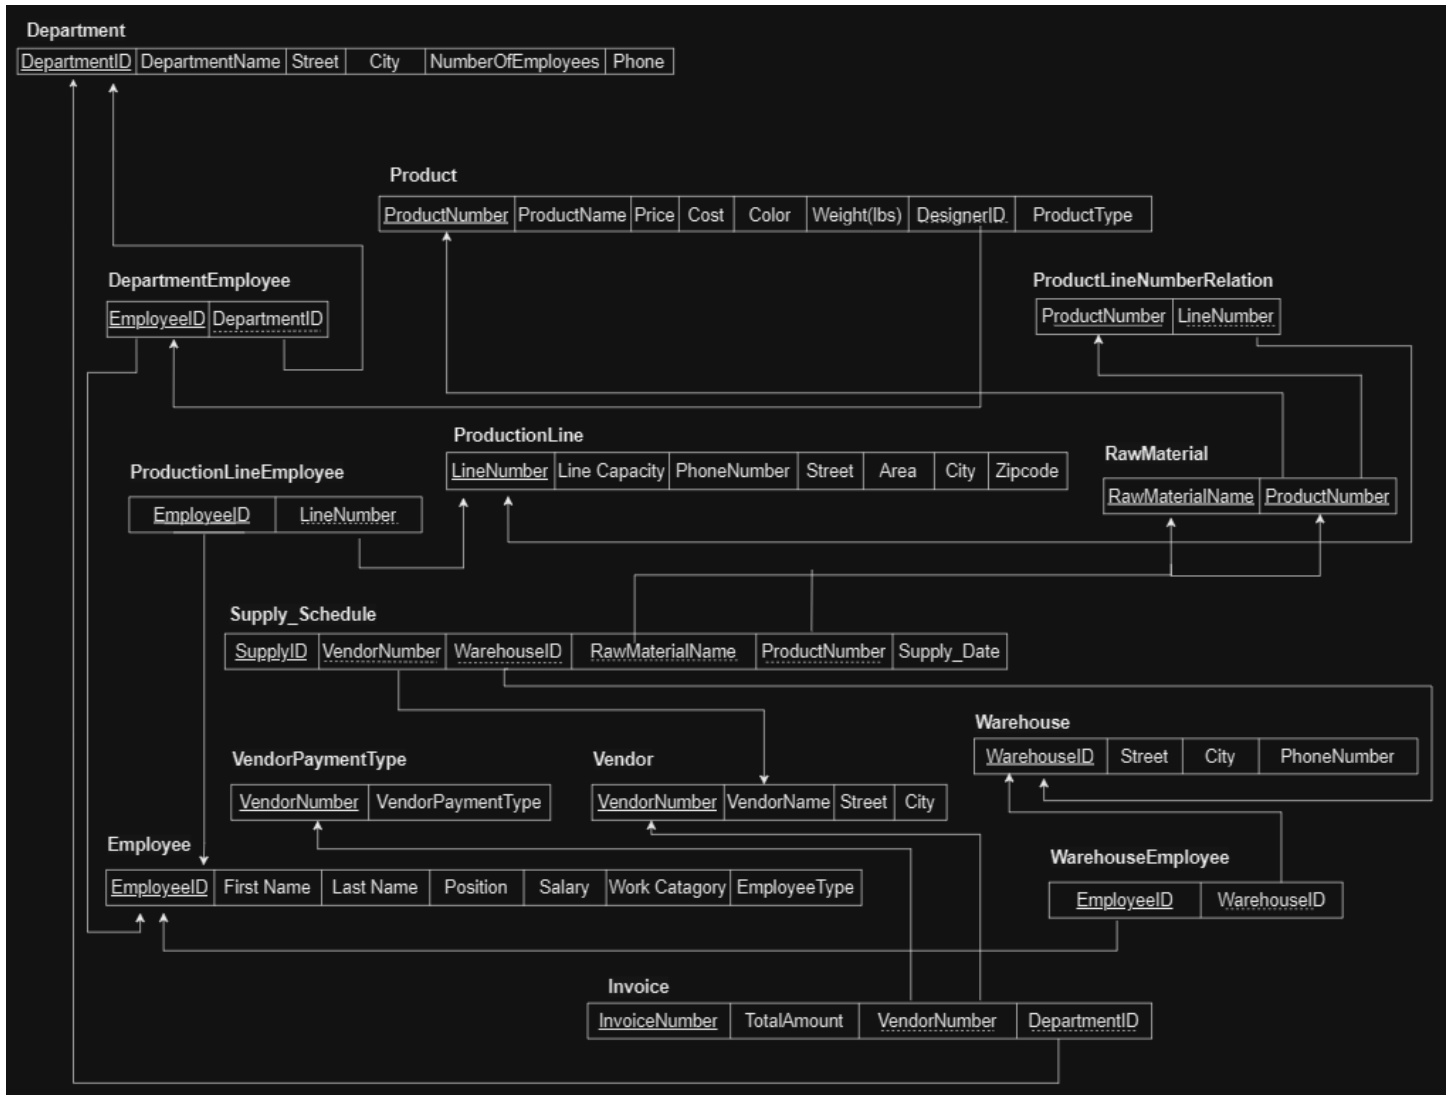 Department
DepartmentID DepartmentName Street City NumberOfEmployees Phone
Product
ProductNumber ProductName Price Cost Color Weight(lbs) DesignerID ProductType
DepartmentEmployee
EmployeeID DepartmentID
ProductLineNumberRelation
ProductNumber LineNumber
ProductionLine
LineNumber Line Capacity PhoneNumber Street Area City Zipcode
RawMaterial
RawMaterialName ProductNumber
ProductionLineEmployee
EmployeeID LineNumber
Supply_Schedule
SupplyID VendorNumber WarehouseID RawMaterialName ProductNumber Supply_Date
Warehouse
WarehouseID Street City PhoneNumber
VendorPaymentType
VendorNumber VendorPaymentType
Vendor
VendorNumber VendorName Street City
Employee
EmployeeID First Name Last Name Position Salary Work Catagory EmployeeType
WarehouseEmployee
EmployeeID WarehouseID
Invoice
InvoiceNumber TotalAmount VendorNumber DepartmentID